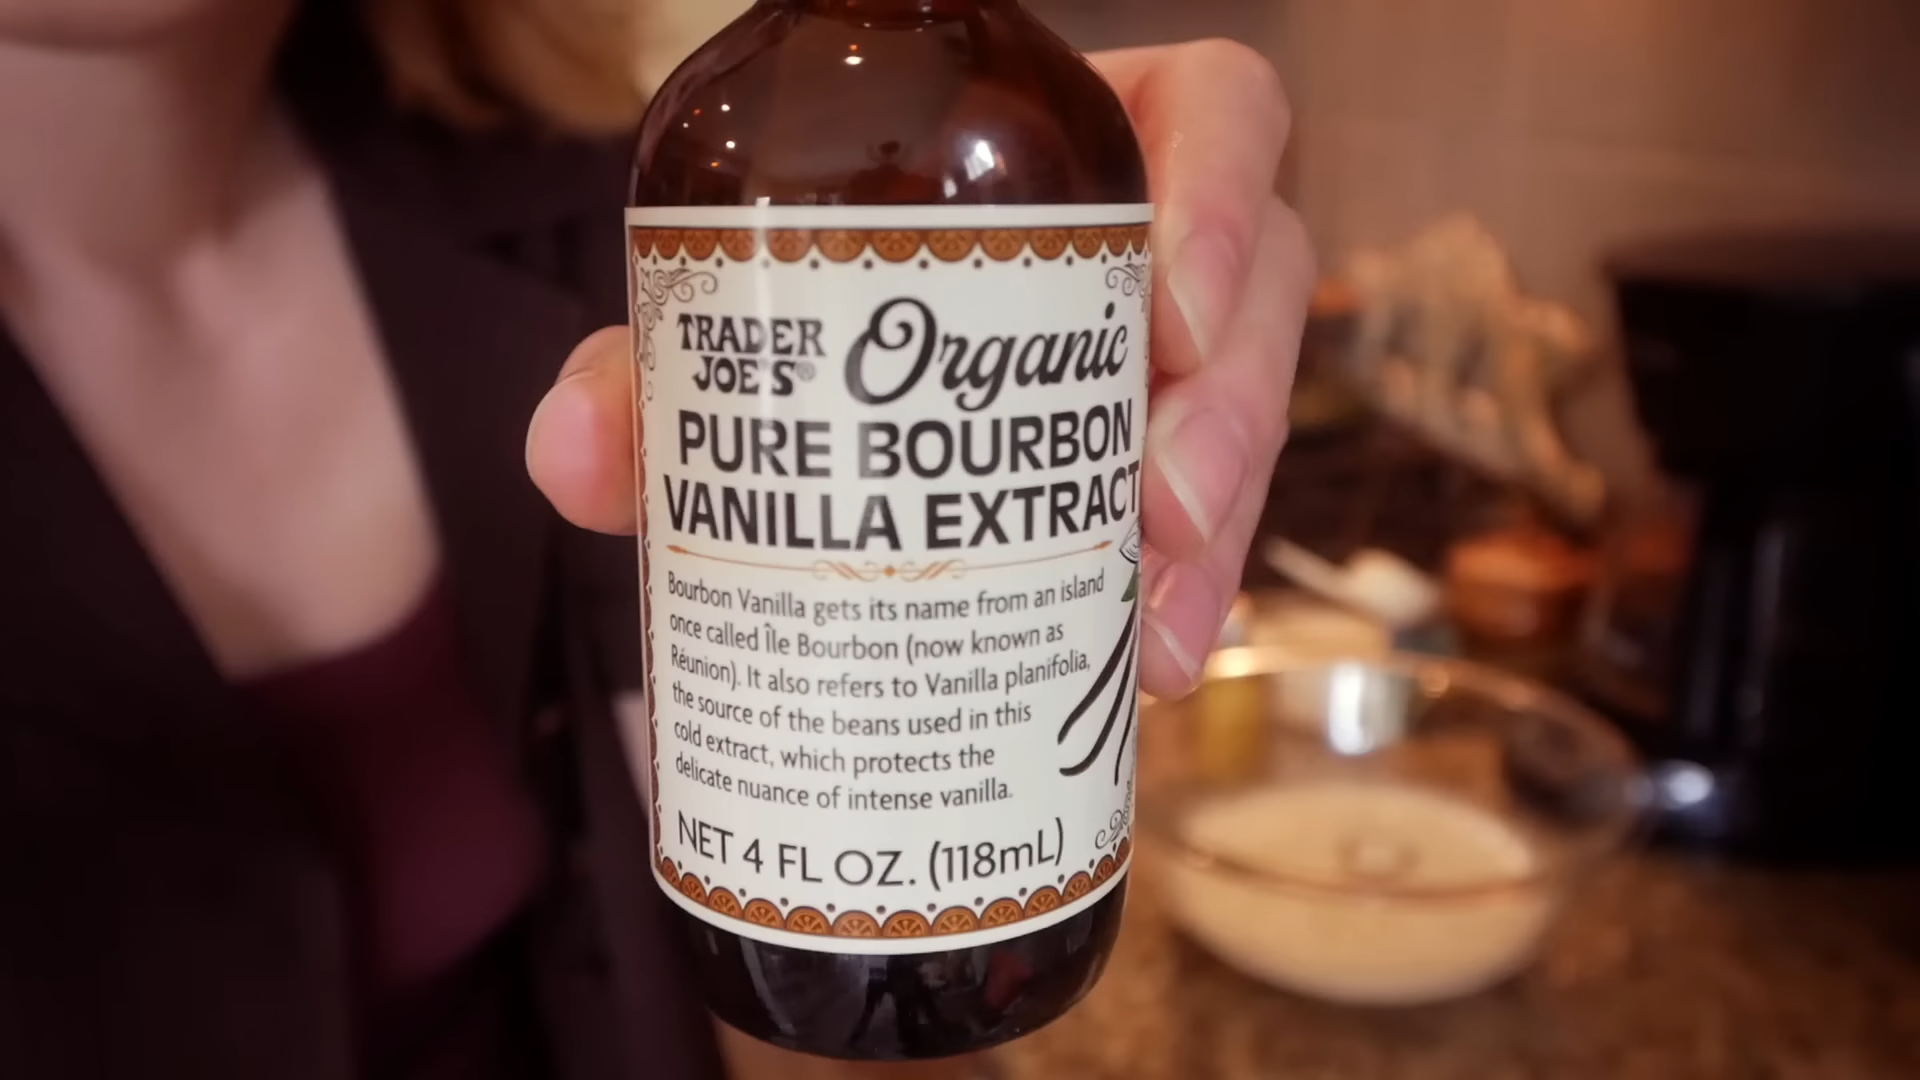 TRADER JOE'S® Organic
PURE BOURBON
VANILLA EXTRACT
Bourbon Vanilla gets its name from an island
once called Île Bourbon (now known as
Réunion). It also refers to Vanilla planifolia,
the source of the beans used in this
cold extract, which protects the
delicate nuance of intense vanilla.
NET 4 FL OZ. (118mL)